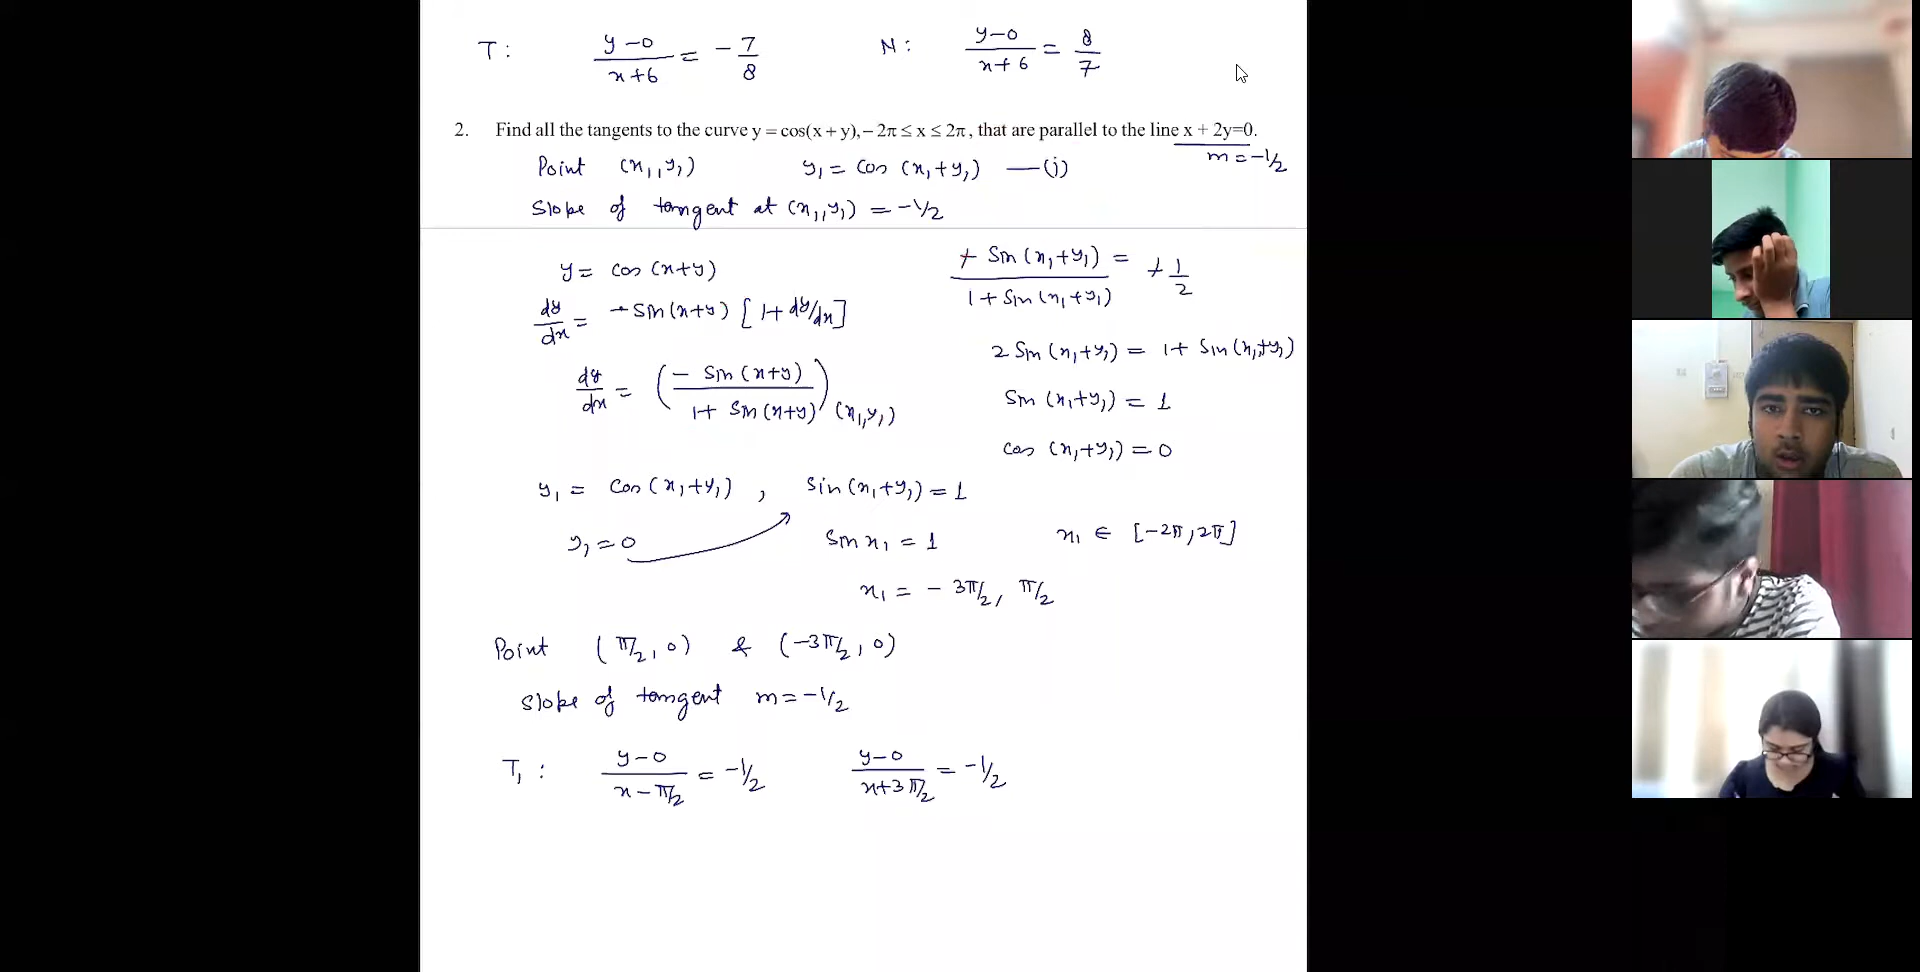 T: (y-0)/(x+6) = -7/8 N: (y-0)/(x+6) = 8/7
2. Find all the tangents to the curve y = cos(x + y), – 2π ≤ x ≤ 2π, that are parallel to the line x + 2y=0.
m = -1/2
Point (x₁, y₁) y₁ = cos (x₁+y₁) —(i)
Slope of tangent at (x₁, y₁) = -1/2
y = cos (x+y)
dy/dx = -Sin(x+y) [1+ dy/dx]
dy/dx = (- Sin(x+y) / 1+ Sin(x+y)) (x₁,y₁)
+ Sin (x₁+y₁) / 1+ Sin(x₁+y₁) = + 1/2
2 Sin (x₁+y₁) = 1+ Sin(x₁+y₁)
Sin (x₁+y₁) = 1
cos (x₁+y₁) = 0
y₁ = cos(x₁+y₁) , Sin(x₁+y₁) = 1
y₁ = 0 Sin x₁ = 1 x₁ ∈ [-2π, 2π]
x₁ = - 3π/2, π/2
Point (π/2, 0) & (-3π/2, 0)
Slope of tangent m = -1/2
T₁ : (y-0)/(x-π/2) = -1/2 (y-0)/(x+3π/2) = -1/2